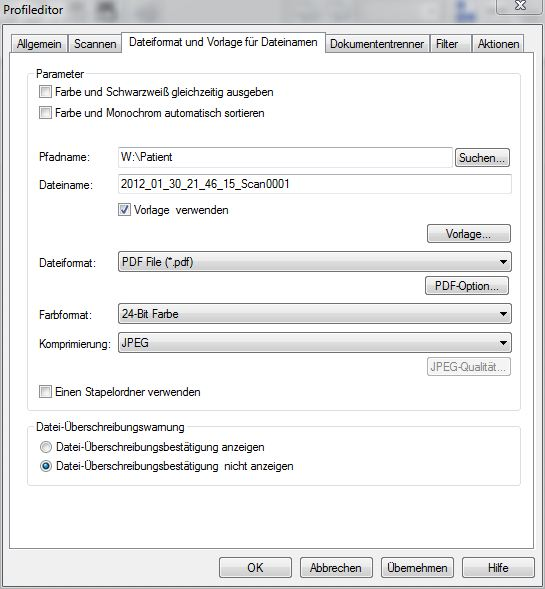 Profileditor
Allgemein Scannen Dateiformat und Vorlage für Dateinamen Dokumententrenner Filter Aktionen
Parameter
Farbe und Schwarzweiß gleichzeitig ausgeben
Farbe und Monochrom automatisch sortieren
Pfadname: W:\Patient Suchen...
Dateiname: 2012_01_30_21_46_15_Scan0001
Vorlage verwenden
Vorlage...
Dateiformat: PDF File (*.pdf)
PDF-Option...
Farbformat: 24-Bit Farbe
Komprimierung: JPEG
JPEG-Qualität...
Einen Stapelordner verwenden
Datei-Überschreibungswarnung
Datei-Überschreibungsbestätigung anzeigen
Datei-Überschreibungsbestätigung nicht anzeigen
OK Abbrechen Übernehmen Hilfe